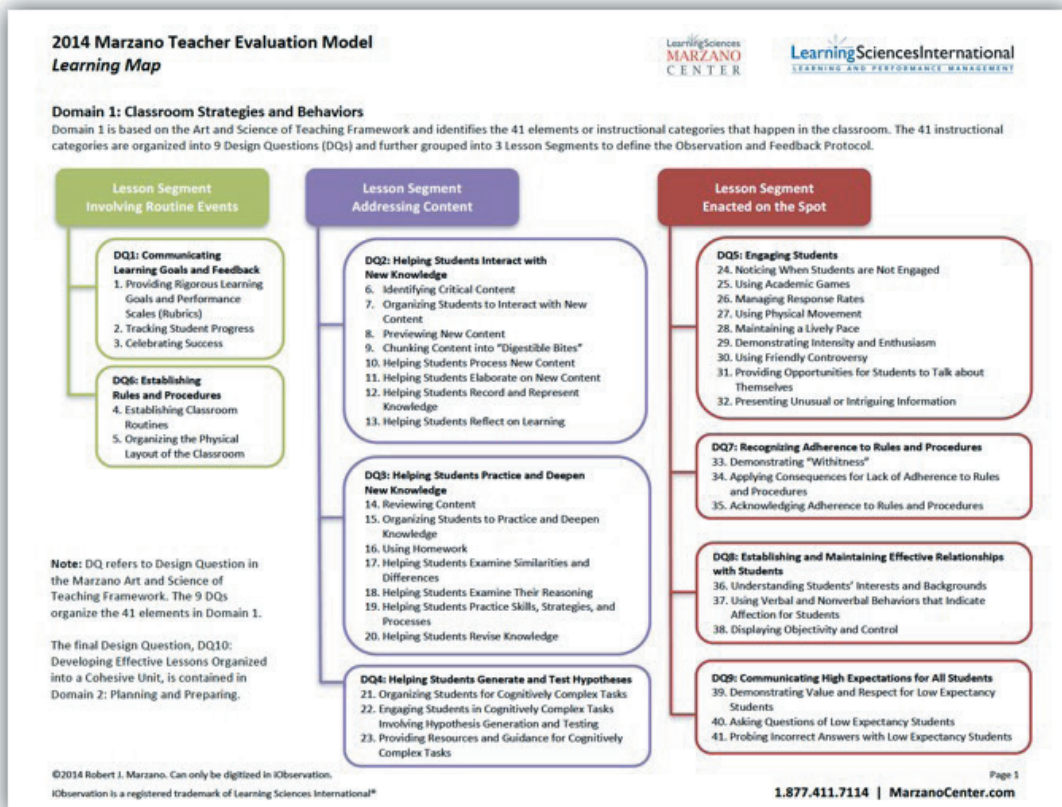 2014 Marzano Teacher Evaluation Model
Learning Map
LearningSciences
MARZANO
CENTER
LearningSciencesInternational
LEARNING AND PERFORMANCE MANAGEMENT
Domain 1: Classroom Strategies and Behaviors
Domain 1 is based on the Art and Science of Teaching Framework and identifies the 41 elements or instructional categories that happen in the classroom. The 41 instructional
categories are organized into 9 Design Questions (DQs) and further grouped into 3 Lesson Segments to define the Observation and Feedback Protocol.
Lesson Segment
Involving Routine Events
DQ1: Communicating
Learning Goals and Feedback
1. Providing Rigorous Learning
Goals and Performance
Scales (Rubrics)
2. Tracking Student Progress
3. Celebrating Success
DQ6: Establishing
Rules and Procedures
4. Establishing Classroom
Routines
5. Organizing the Physical
Layout of the Classroom
Note: DQ refers to Design Question in
the Marzano Art and Science of
Teaching Framework. The 9 DQs
organize the 41 elements in Domain 1.
The final Design Question, DQ10:
Developing Effective Lessons Organized
into a Cohesive Unit, is contained in
Domain 2: Planning and Preparing.
Lesson Segment
Addressing Content
DQ2: Helping Students Interact with
New Knowledge
6. Identifying Critical Content
7. Organizing Students to Interact with New
Content
8. Previewing New Content
9. Chunking Content into "Digestible Bites"
10. Helping Students Process New Content
11. Helping Students Elaborate on New Content
12. Helping Students Record and Represent
Knowledge
13. Helping Students Reflect on Learning
DQ3: Helping Students Practice and Deepen
New Knowledge
14. Reviewing Content
15. Organizing Students to Practice and Deepen
Knowledge
16. Using Homework
17. Helping Students Examine Similarities and
Differences
18. Helping Students Examine Their Reasoning
19. Helping Students Practice Skills, Strategies, and
Processes
20. Helping Students Revise Knowledge
DQ4: Helping Students Generate and Test Hypotheses
21. Organizing Students for Cognitively Complex Tasks
22. Engaging Students in Cognitively Complex Tasks
Involving Hypothesis Generation and Testing
23. Providing Resources and Guidance for Cognitively
Complex Tasks
Lesson Segment
Enacted on the Spot
DQ5: Engaging Students
24. Noticing When Students are Not Engaged
25. Using Academic Games
26. Managing Response Rates
27. Using Physical Movement
28. Maintaining a Lively Pace
29. Demonstrating Intensity and Enthusiasm
30. Using Friendly Controversy
31. Providing Opportunities for Students to Talk about
Themselves
32. Presenting Unusual or Intriguing Information
DQ7: Recognizing Adherence to Rules and Procedures
33. Demonstrating "Withitness"
34. Applying Consequences for Lack of Adherence to Rules
and Procedures
35. Acknowledging Adherence to Rules and Procedures
DQ8: Establishing and Maintaining Effective Relationships
with Students
36. Understanding Students' Interests and Backgrounds
37. Using Verbal and Nonverbal Behaviors that Indicate
Affection for Students
38. Displaying Objectivity and Control
DQ9: Communicating High Expectations for All Students
39. Demonstrating Value and Respect for Low Expectancy
Students
40. Asking Questions of Low Expectancy Students
41. Probing Incorrect Answers with Low Expectancy Students
©2014 Robert J. Marzano. Can only be digitized in iObservation.
iObservation is a registered trademark of Learning Sciences International®
Page 1
1.877.411.7114 | MarzanoCenter.com